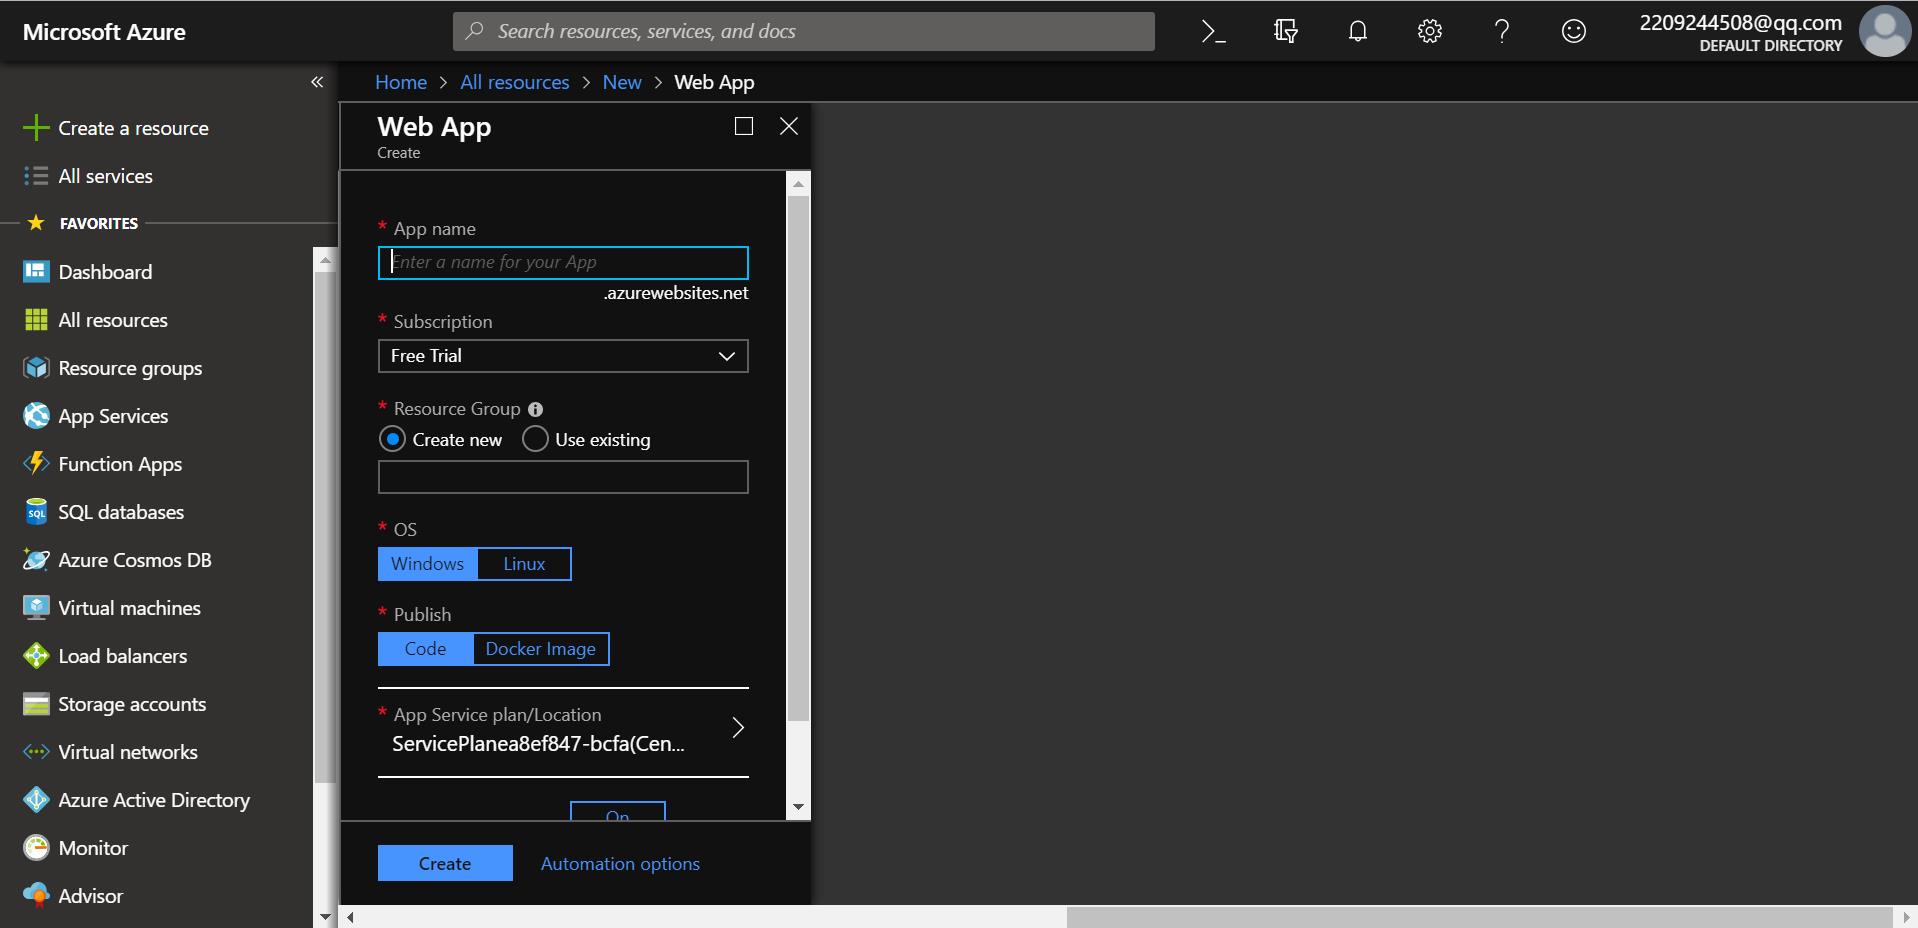 Microsoft Azure
Search resources, services, and docs
2209244508@qq.com
DEFAULT DIRECTORY
Create a resource
All services
FAVORITES
Dashboard
All resources
Resource groups
App Services
Function Apps
SQL databases
Azure Cosmos DB
Virtual machines
Load balancers
Storage accounts
Virtual networks
Azure Active Directory
Monitor
Advisor
Home > All resources > New > Web App
Web App
Create
* App name
Enter a name for your App
.azurewebsites.net
* Subscription
Free Trial
* Resource Group
Create new Use existing
* OS
Windows Linux
* Publish
Code Docker Image
* App Service plan/Location
ServicePlanea8ef847-bcfa(Cen...
On
Create Automation options